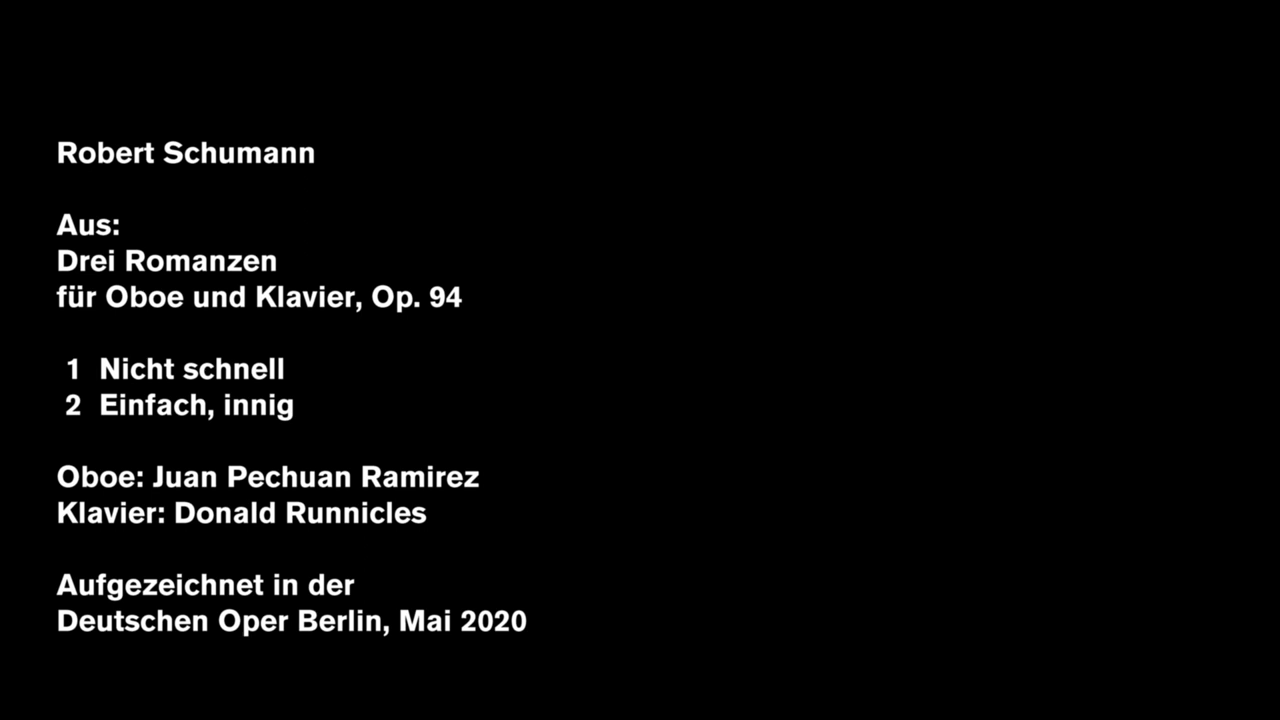 Robert Schumann
Aus:
Drei Romanzen
für Oboe und Klavier, Op. 94
1 Nicht schnell
2 Einfach, innig
Oboe: Juan Pechuan Ramirez
Klavier: Donald Runnicles
Aufgezeichnet in der
Deutschen Oper Berlin, Mai 2020